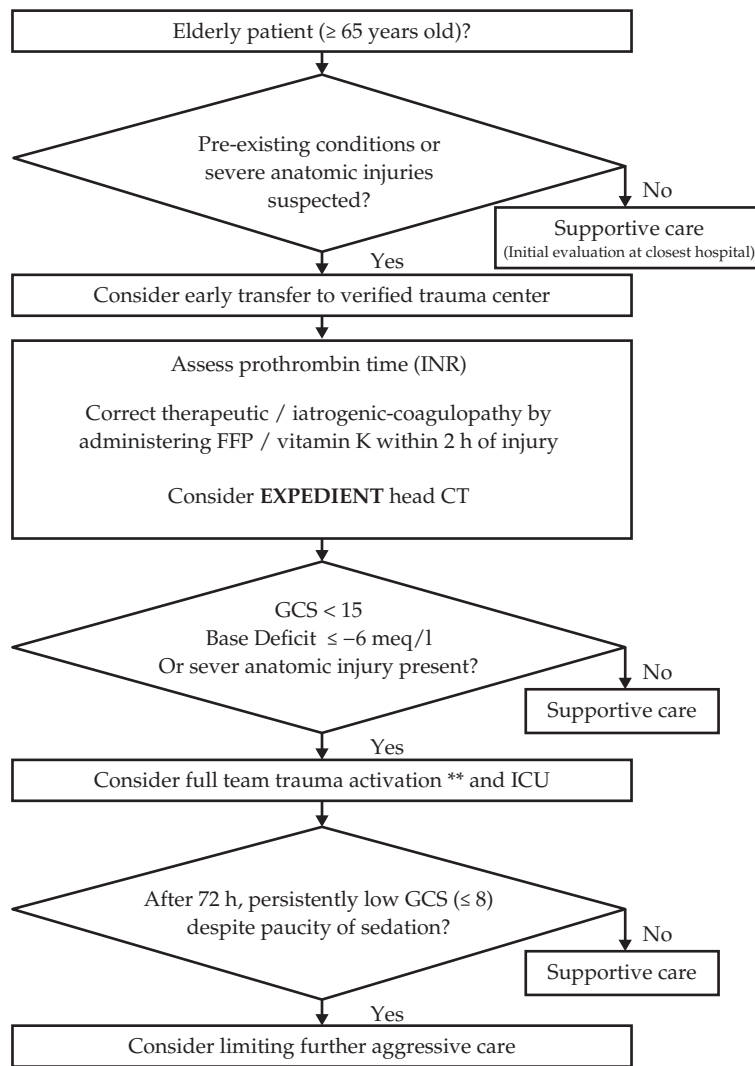 Elderly patient (≥ 65 years old)?
Pre-existing conditions or
severe anatomic injuries
suspected?
No
Supportive care
(Initial evaluation at closest hospital)
Yes
Consider early transfer to verified trauma center
Assess prothrombin time (INR)
Correct therapeutic / iatrogenic-coagulopathy by
administering FFP / vitamin K within 2 h of injury
Consider EXPEDIENT head CT
GCS < 15
Base Deficit ≤ −6 meq/l
Or sever anatomic injury present?
No
Supportive care
Yes
Consider full team trauma activation ** and ICU
After 72 h, persistently low GCS (≤ 8)
despite paucity of sedation?
No
Supportive care
Yes
Consider limiting further aggressive care